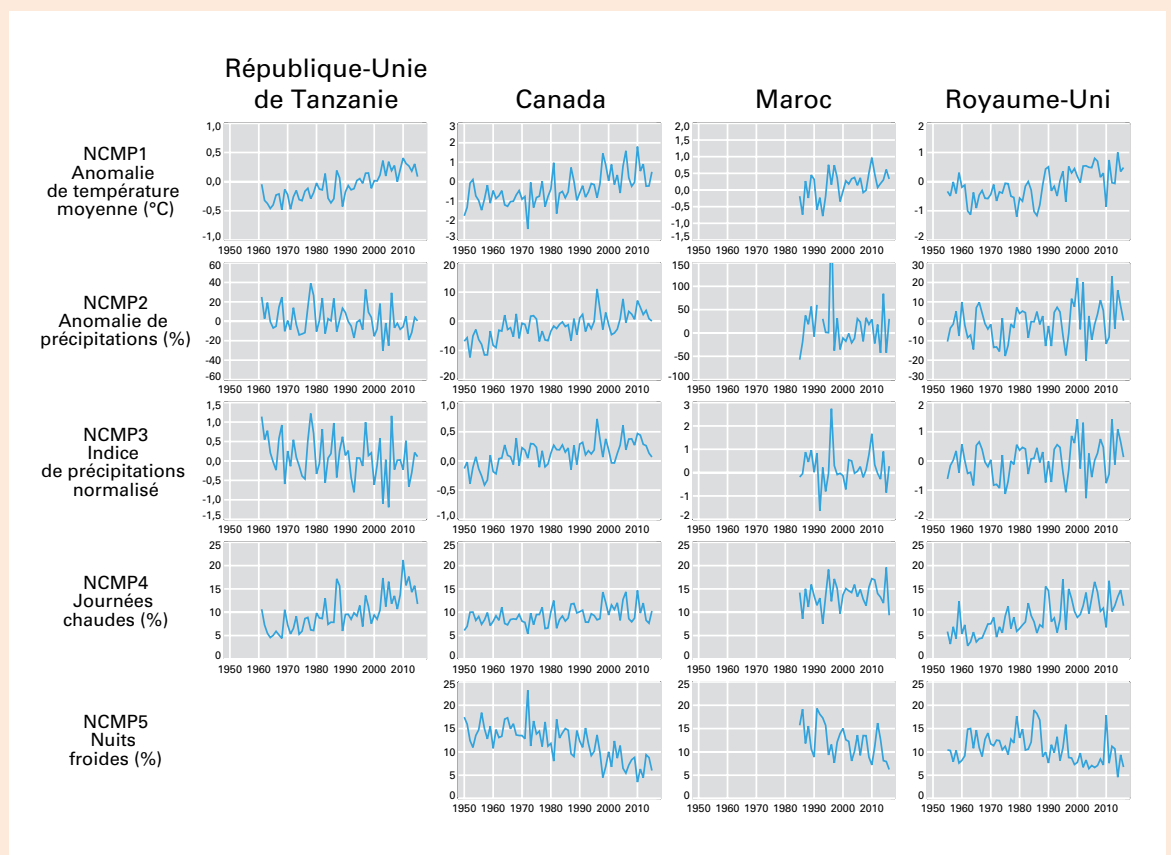 République-Unie
de Tanzanie
Canada
Maroc
Royaume-Uni
NCMP1
Anomalie
de température
moyenne (°C)
1,0
0,5
0,0
-0,5
-1,0
1950 1960 1970 1980 1990 2000 2010
3
2
1
0
-1
-2
-3
1950 1960 1970 1980 1990 2000 2010
2,0
1,5
1,0
0,5
0,0
-0,5
-1,0
-1,5
1950 1960 1970 1980 1990 2000 2010
2
1
0
-1
-2
1950 1960 1970 1980 1990 2000 2010
NCMP2
Anomalie de
précipitations (%)
60
40
20
0
-20
-40
-60
1950 1960 1970 1980 1990 2000 2010
20
10
0
-10
-20
1950 1960 1970 1980 1990 2000 2010
150
100
50
0
-50
-100
1950 1960 1970 1980 1990 2000 2010
30
20
10
0
-10
-20
-30
1950 1960 1970 1980 1990 2000 2010
NCMP3
Indice
de précipitations
normalisé
1,5
1,0
0,5
0,0
-0,5
-1,0
-1,5
1950 1960 1970 1980 1990 2000 2010
1,0
0,5
0,0
-0,5
-1,0
1950 1960 1970 1980 1990 2000 2010
3
2
1
0
-1
-2
1950 1960 1970 1980 1990 2000 2010
2
1
0
-1
-2
1950 1960 1970 1980 1990 2000 2010
NCMP4
Journées
chaudes (%)
25
20
15
10
5
0
1950 1960 1970 1980 1990 2000 2010
25
20
15
10
5
0
1950 1960 1970 1980 1990 2000 2010
25
20
15
10
5
0
1950 1960 1970 1980 1990 2000 2010
25
20
15
10
5
0
1950 1960 1970 1980 1990 2000 2010
NCMP5
Nuits
froides (%)
25
20
15
10
5
0
1950 1960 1970 1980 1990 2000 2010
25
20
15
10
5
0
1950 1960 1970 1980 1990 2000 2010
25
20
15
10
5
0
1950 1960 1970 1980 1990 2000 2010